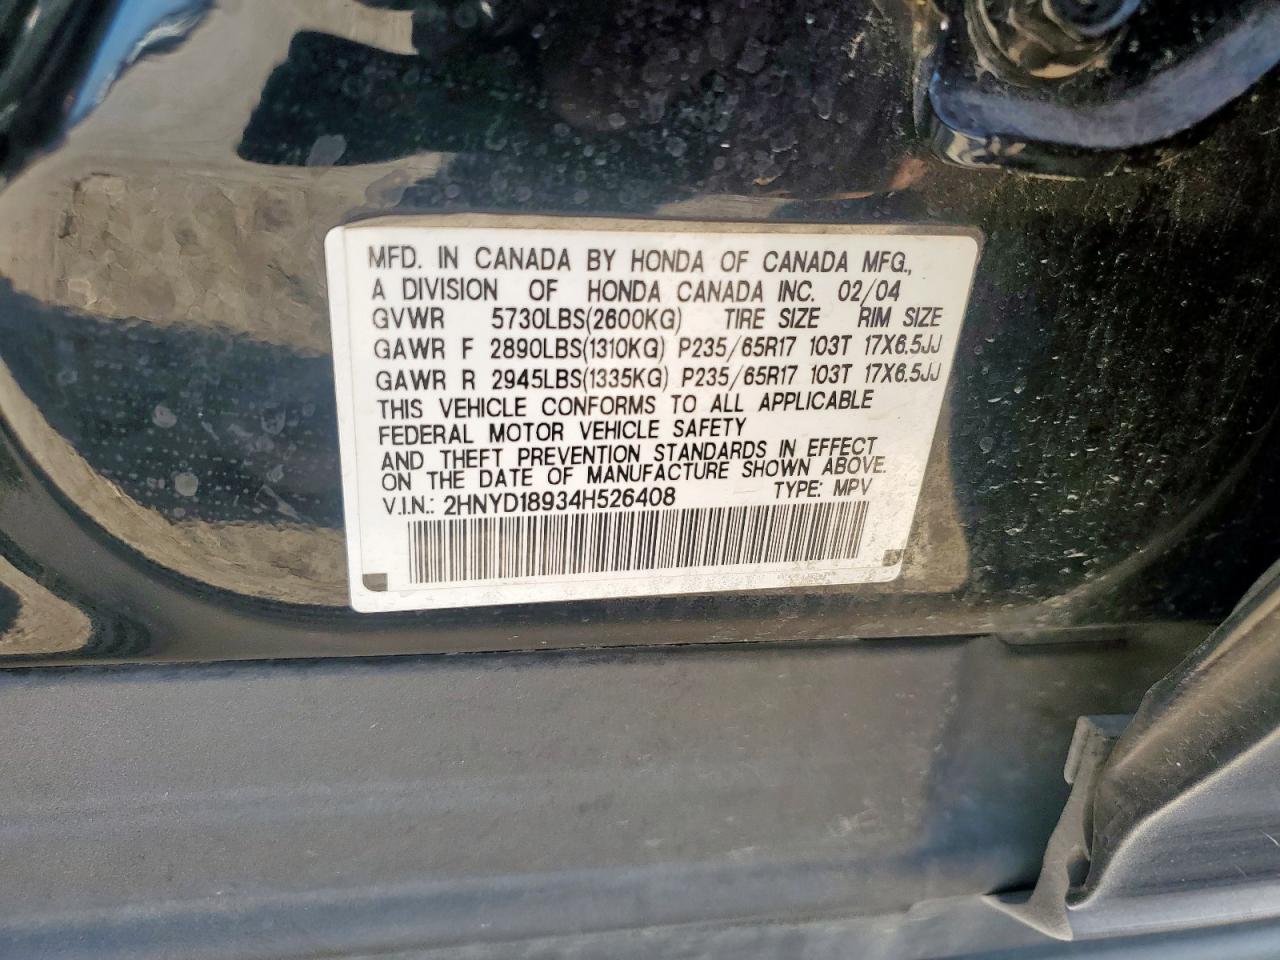 MFD. IN CANADA BY HONDA OF CANADA MFG.,
A DIVISION OF HONDA CANADA INC. 02/04
GVWR 5730LBS(2600KG) TIRE SIZE RIM SIZE
GAWR F 2890LBS(1310KG) P235/65R17 103T 17X6.5JJ
GAWR R 2945LBS(1335KG) P235/65R17 103T 17X6.5JJ
THIS VEHICLE CONFORMS TO ALL APPLICABLE
FEDERAL MOTOR VEHICLE SAFETY
AND THEFT PREVENTION STANDARDS IN EFFECT
ON THE DATE OF MANUFACTURE SHOWN ABOVE.
V.I.N.: 2HNYD18934H526408 TYPE: MPV